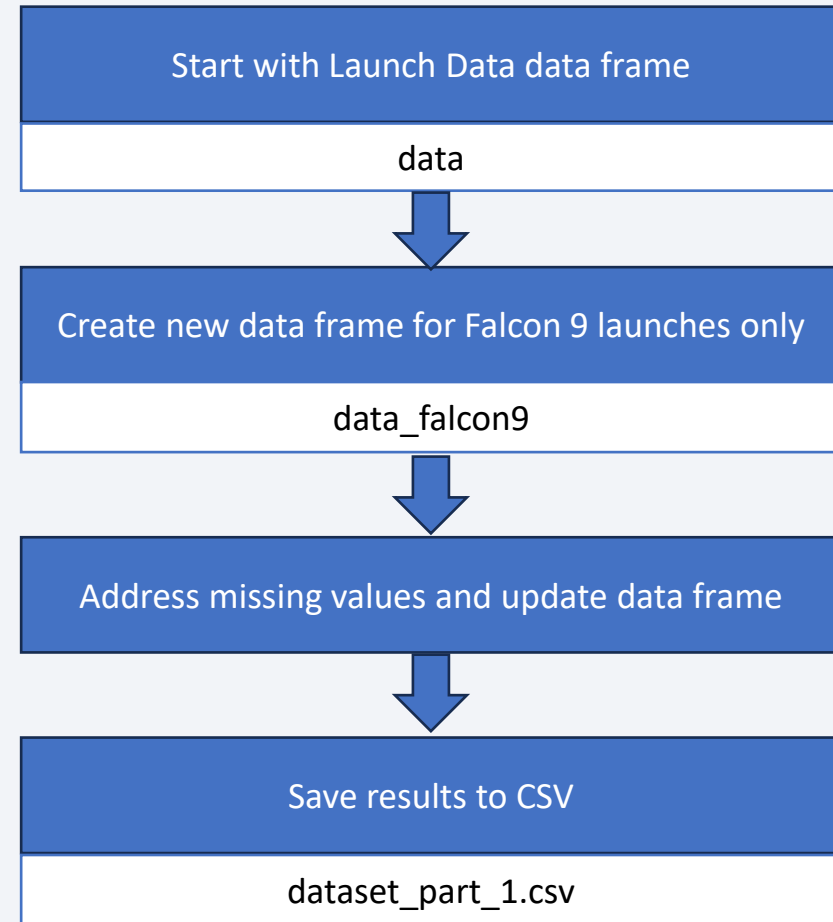 Start with Launch Data data frame
data
Create new data frame for Falcon 9 launches only
data_falcon9
Address missing values and update data frame
Save results to CSV
dataset_part_1.csv